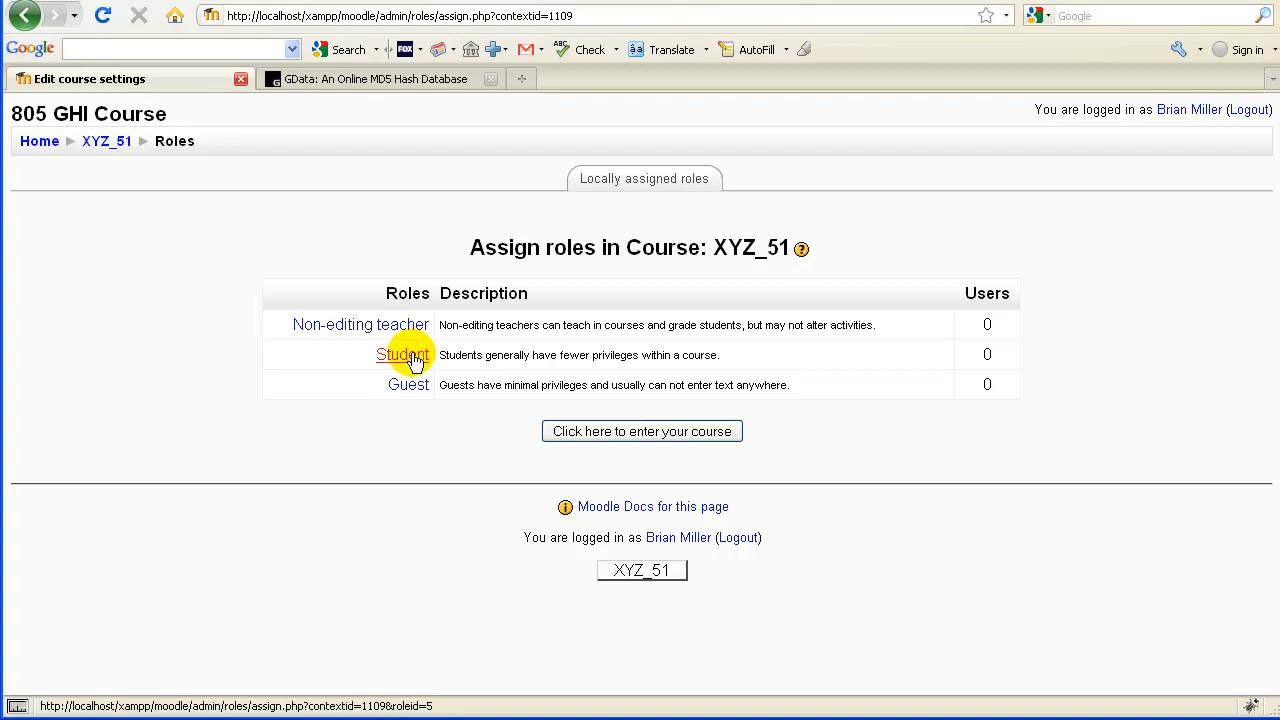 http://localhost/xampp/moodle/admin/roles/assign.php?contextid=1109
Google
Google Search FOX ABC Check Translate AutoFill Sign in
Edit course settings GData: An Online MD5 Hash Database
805 GHI Course
You are logged in as Brian Miller (Logout)
Home ► XYZ_51 ► Roles
Locally assigned roles
Assign roles in Course: XYZ_51 ?
Roles Description Users
Non-editing teacher Non-editing teachers can teach in courses and grade students, but may not alter activities. 0
Student Students generally have fewer privileges within a course. 0
Guest Guests have minimal privileges and usually can not enter text anywhere. 0
Click here to enter your course
Moodle Docs for this page
You are logged in as Brian Miller (Logout)
XYZ_51
http://localhost/xampp/moodle/admin/roles/assign.php?contextid=1109&roleid=5